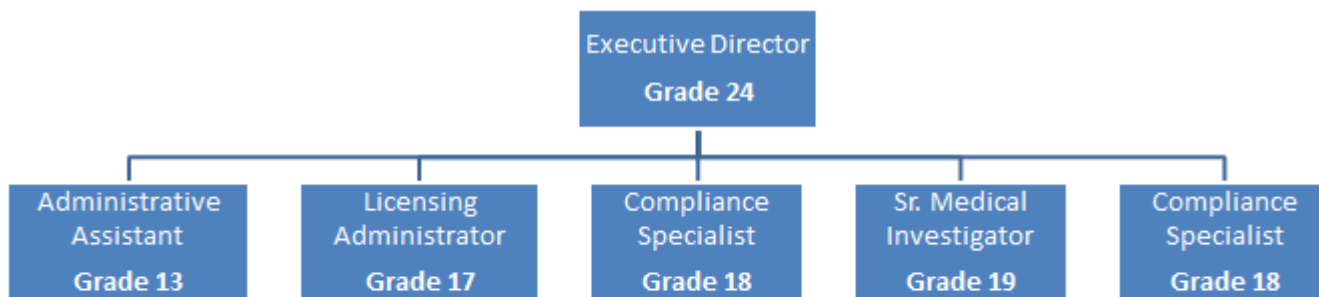 Executive Director
Grade 24
Administrative
Assistant
Grade 13
Licensing
Administrator
Grade 17
Compliance
Specialist
Grade 18
Sr. Medical
Investigator
Grade 19
Compliance
Specialist
Grade 18